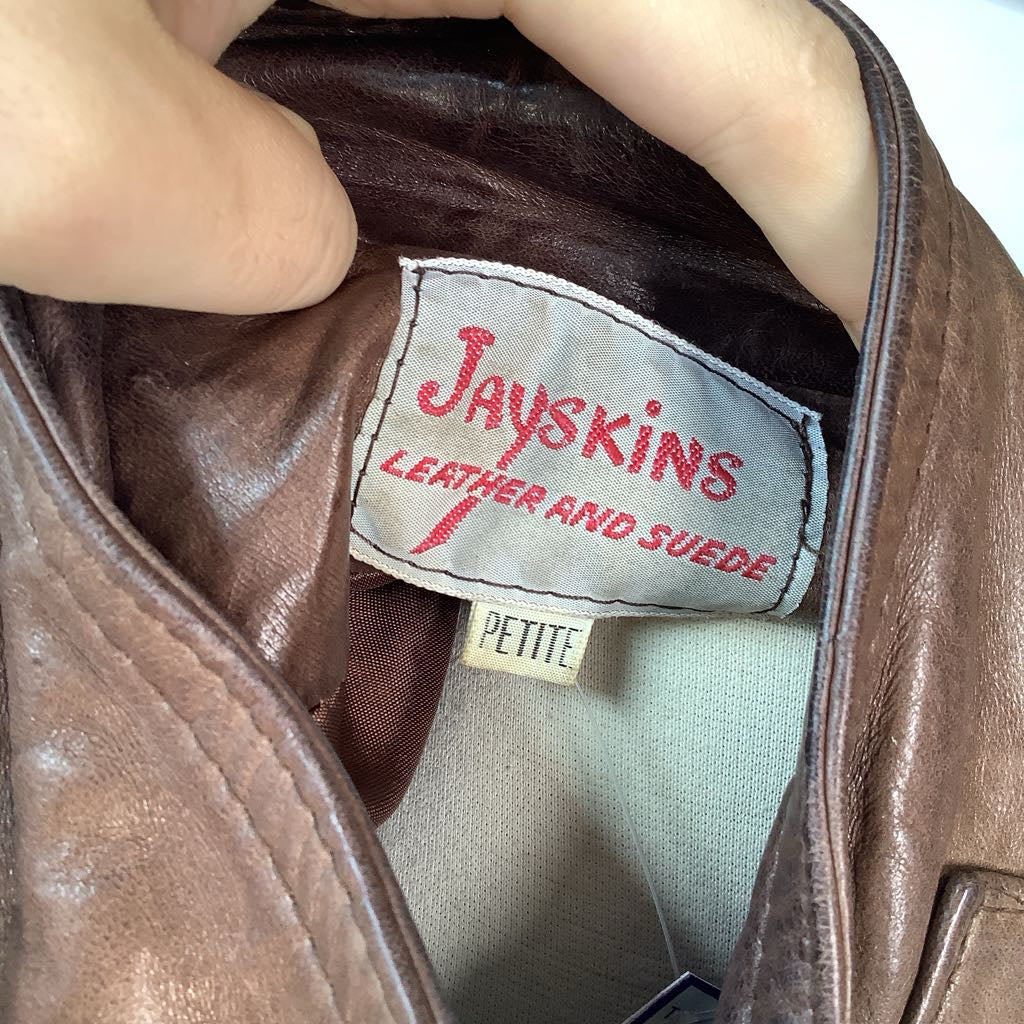 JAYSKiNS
LEATHER AND SUEDE
PETITE